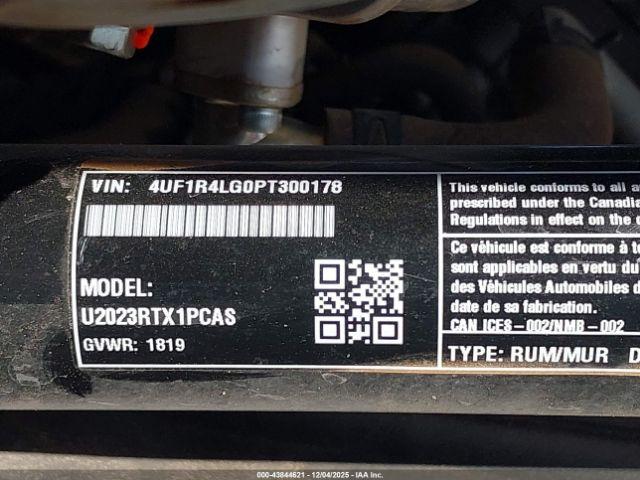 VIN: 4UF1R4LG0PT300178
MODEL:
U2023RTX1PCAS
GVWR: 1819
This vehicle conforms to all
prescribed under the Canadia
Regulations in effect on the
Ce véhicule est conforme à
sont applicables en vertu du
des Véhicules Automobiles
date de sa fabrication.
CAN ICES-002/NMB-002
TYPE: RUM/MUR D
000-43844621 - 12/04/2025 - IAA Inc.